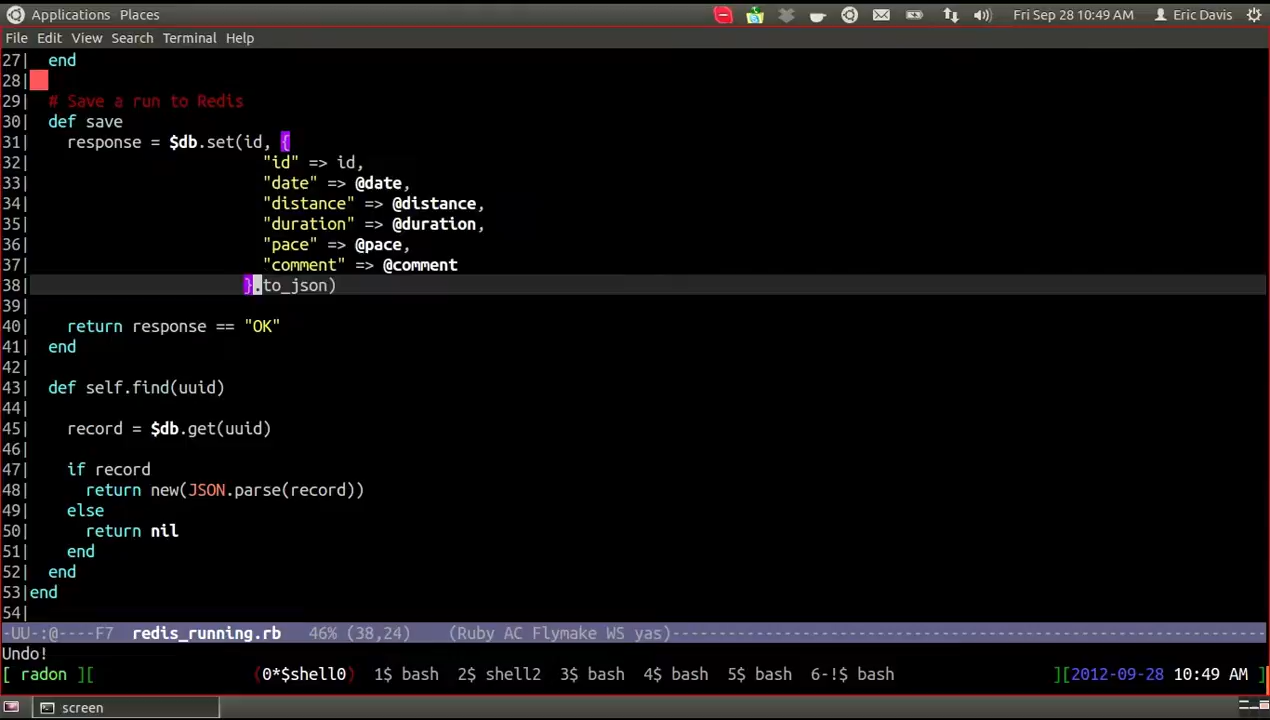 Applications Places Fri Sep 28 10:49 AM Eric Davis
File Edit View Search Terminal Help
27|  end
28|
29|  # Save a run to Redis
30|  def save
31|    response = $db.set(id, {
32|                         "id" => id,
33|                         "date" => @date,
34|                         "distance" => @distance,
35|                         "duration" => @duration,
36|                         "pace" => @pace,
37|                         "comment" => @comment
38|                       }.to_json)
39|
40|    return response == "OK"
41|  end
42|
43|  def self.find(uuid)
44|
45|    record = $db.get(uuid)
46|
47|    if record
48|      return new(JSON.parse(record))
49|    else
50|      return nil
51|    end
52|  end
53|end
54|
-UU-:@----F7  redis_running.rb   46% (38,24)    (Ruby AC Flymake WS yas)----------------------------------------------------------------
Undo!
[ radon ][ (0*$shell0) 1$ bash 2$ shell2 3$ bash 4$ bash 5$ bash 6-!$ bash ][2012-09-28 10:49 AM ]
screen